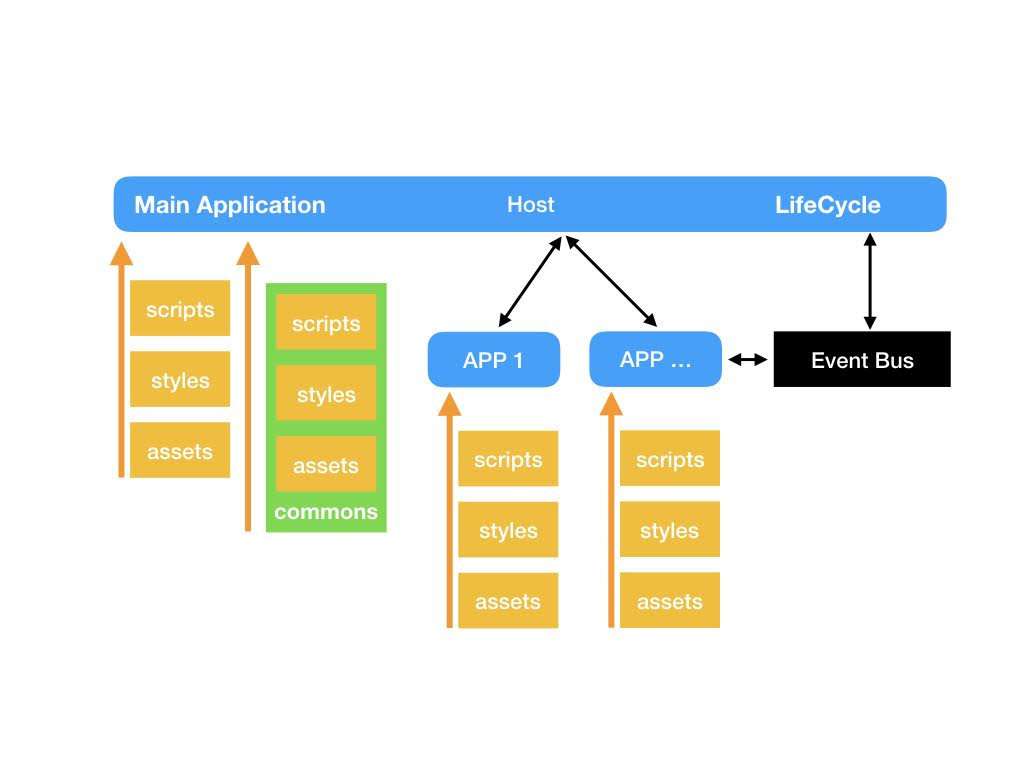 Main Application
Host
LifeCycle
scripts
styles
assets
scripts
styles
assets
commons
APP 1
APP ...
Event Bus
scripts
styles
assets
scripts
styles
assets